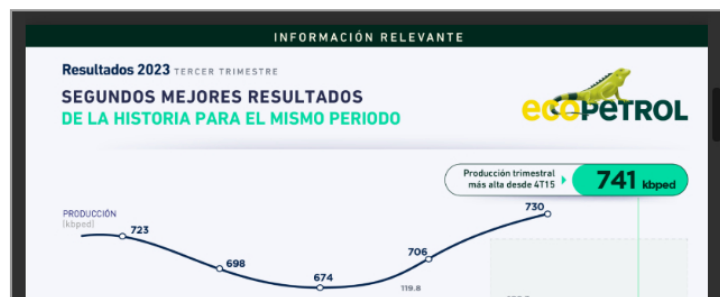 INFORMACIÓN RELEVANTE
Resultados 2023 TERCER TRIMESTRE
SEGUNDOS MEJORES RESULTADOS
DE LA HISTORIA PARA EL MISMO PERIODO
ecopetrol
Producción trimestral
más alta desde 4T15
741 kbped
PRODUCCIÓN
(kbped)
723
698
674
706
730
119.8